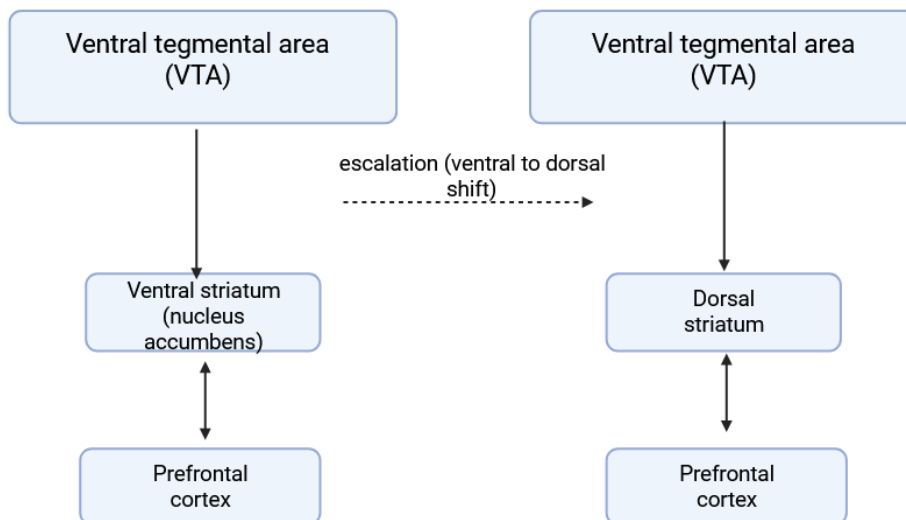 Ventral tegmental area
(VTA)
Ventral tegmental area
(VTA)
escalation (ventral to dorsal
shift)
Ventral striatum
(nucleus
accumbens)
Dorsal
striatum
Prefrontal
cortex
Prefrontal
cortex